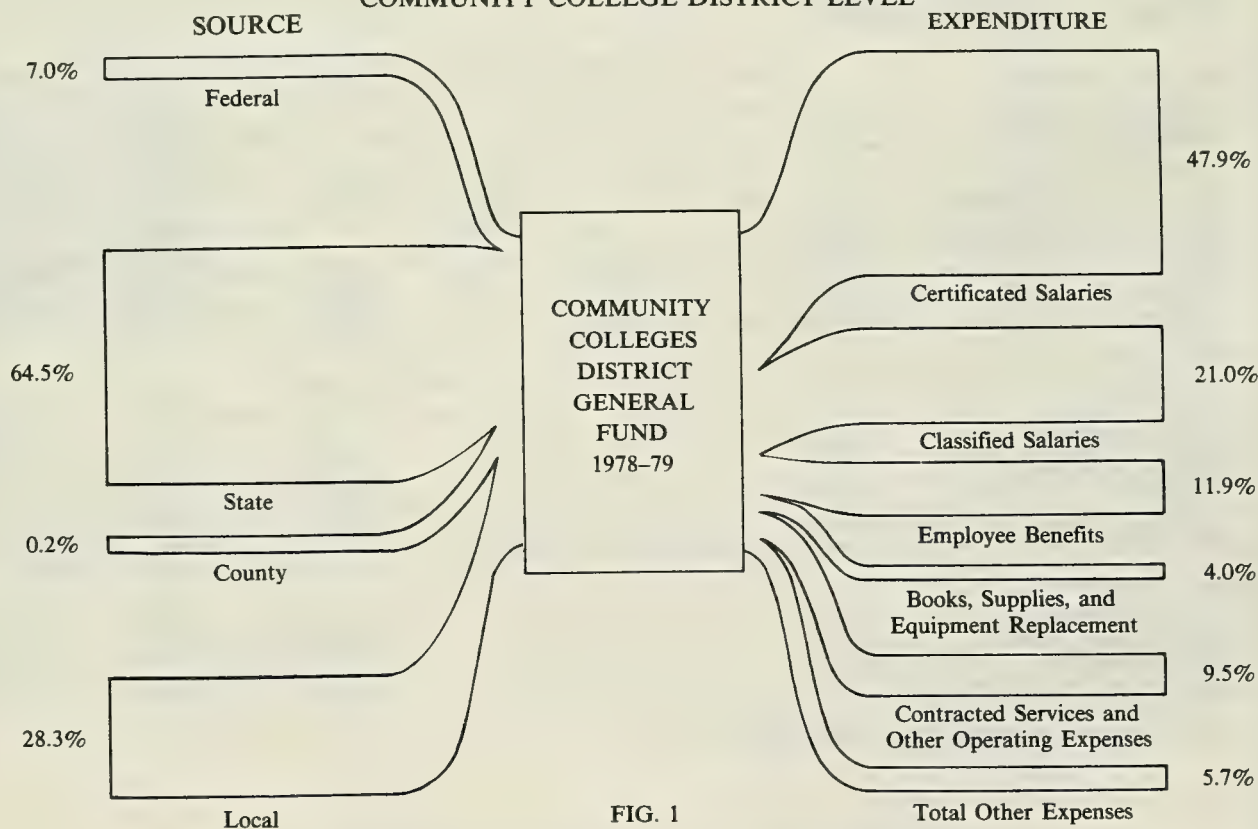 COMMUNITY COLLEGE DISTRICT LEVEL
SOURCE
7.0%
Federal
64.5%
State
0.2%
County
28.3%
Local
COMMUNITY
COLLEGES
DISTRICT
GENERAL
FUND
1978–79
EXPENDITURE
47.9%
Certificated Salaries
21.0%
Classified Salaries
11.9%
Employee Benefits
4.0%
Books, Supplies, and
Equipment Replacement
9.5%
Contracted Services and
Other Operating Expenses
5.7%
Total Other Expenses
FIG. 1